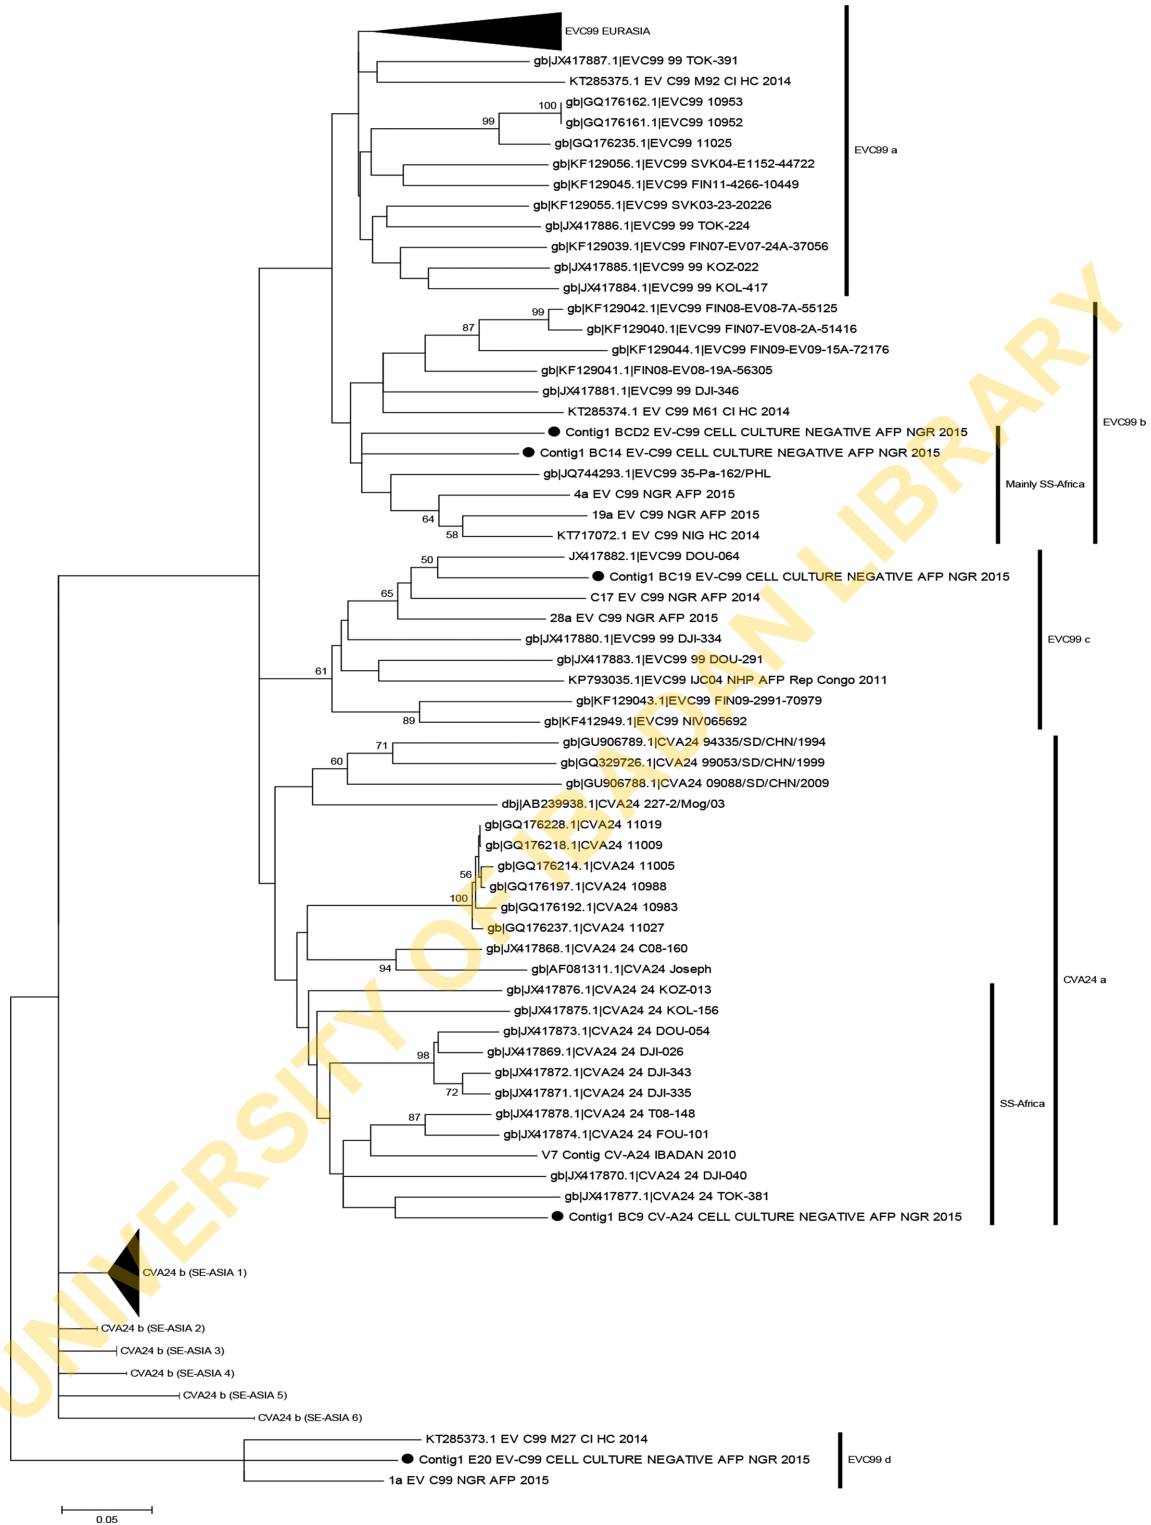 EVC99 EURASIA
gb|JX417887.1|EVC99 99 TOK-391
KT285375.1 EV C99 M92 CI HC 2014
gb|GQ176162.1|EVC99 10953
100
gb|GQ176161.1|EVC99 10952
99
gb|GQ176235.1|EVC99 11025
EVC99 a
gb|KF129056.1|EVC99 SVK04-E1152-44722
gb|KF129045.1|EVC99 FIN11-4266-10449
gb|KF129055.1|EVC99 SVK03-23-20226
gb|JX417886.1|EVC99 99 TOK-224
gb|KF129039.1|EVC99 FIN07-EV07-24A-37056
gb|JX417885.1|EVC99 99 KOZ-022
gb|JX417884.1|EVC99 99 KOL-417
gb|KF129042.1|EVC99 FIN08-EV08-7A-55125
99
gb|KF129040.1|EVC99 FIN07-EV08-2A-51416
87
gb|KF129044.1|EVC99 FIN09-EV09-15A-72176
gb|KF129041.1|FIN08-EV08-19A-56305
gb|JX417881.1|EVC99 99 DJI-346
KT285374.1 EV C99 M61 CI HC 2014
EVC99 b
Contig1 BCD2 EV-C99 CELL CULTURE NEGATIVE AFP NGR 2015
Contig1 BC14 EV-C99 CELL CULTURE NEGATIVE AFP NGR 2015
gb|JQ744293.1|EVC99 35-Pa-162/PHL
Mainly SS-Africa
4a EV C99 NGR AFP 2015
64
19a EV C99 NGR AFP 2015
58
KT717072.1 EV C99 NIG HC 2014
JX417882.1|EVC99 DOU-064
50
Contig1 BC19 EV-C99 CELL CULTURE NEGATIVE AFP NGR 2015
65
C17 EV C99 NGR AFP 2014
28a EV C99 NGR AFP 2015
gb|JX417880.1|EVC99 99 DJI-334
EVC99 c
gb|JX417883.1|EVC99 99 DOU-291
61
KP793035.1|EVC99 IJC04 NHP AFP Rep Congo 2011
gb|KF129043.1|EVC99 FIN09-2991-70979
89
gb|KF412949.1|EVC99 NIV065692
gb|GU906789.1|CVA24 94335/SD/CHN/1994
71
gb|GQ329726.1|CVA24 99053/SD/CHN/1999
60
gb|GU906788.1|CVA24 09088/SD/CHN/2009
dbj|AB239938.1|CVA24 227-2/Mog/03
gb|GQ176228.1|CVA24 11019
gb|GQ176218.1|CVA24 11009
gb|GQ176214.1|CVA24 11005
56
gb|GQ176197.1|CVA24 10988
100
gb|GQ176192.1|CVA24 10983
gb|GQ176237.1|CVA24 11027
gb|JX417868.1|CVA24 24 C08-160
94
gb|AF081311.1|CVA24 Joseph
CVA24 a
gb|JX417876.1|CVA24 24 KOZ-013
gb|JX417875.1|CVA24 24 KOL-156
gb|JX417873.1|CVA24 24 DOU-054
98
gb|JX417869.1|CVA24 24 DJI-026
gb|JX417872.1|CVA24 24 DJI-343
72
gb|JX417871.1|CVA24 24 DJI-335
SS-Africa
gb|JX417878.1|CVA24 24 T08-148
87
gb|JX417874.1|CVA24 24 FOU-101
V7 Contig CV-A24 IBADAN 2010
gb|JX417870.1|CVA24 24 DJI-040
gb|JX417877.1|CVA24 24 TOK-381
Contig1 BC9 CV-A24 CELL CULTURE NEGATIVE AFP NGR 2015
CVA24 b (SE-ASIA 1)
CVA24 b (SE-ASIA 2)
CVA24 b (SE-ASIA 3)
CVA24 b (SE-ASIA 4)
CVA24 b (SE-ASIA 5)
CVA24 b (SE-ASIA 6)
KT285373.1 EV C99 M27 CI HC 2014
Contig1 E20 EV-C99 CELL CULTURE NEGATIVE AFP NGR 2015
EVC99 d
1a EV C99 NGR AFP 2015
0.05
UNIVERSITY OF IBADAN LIBRARY